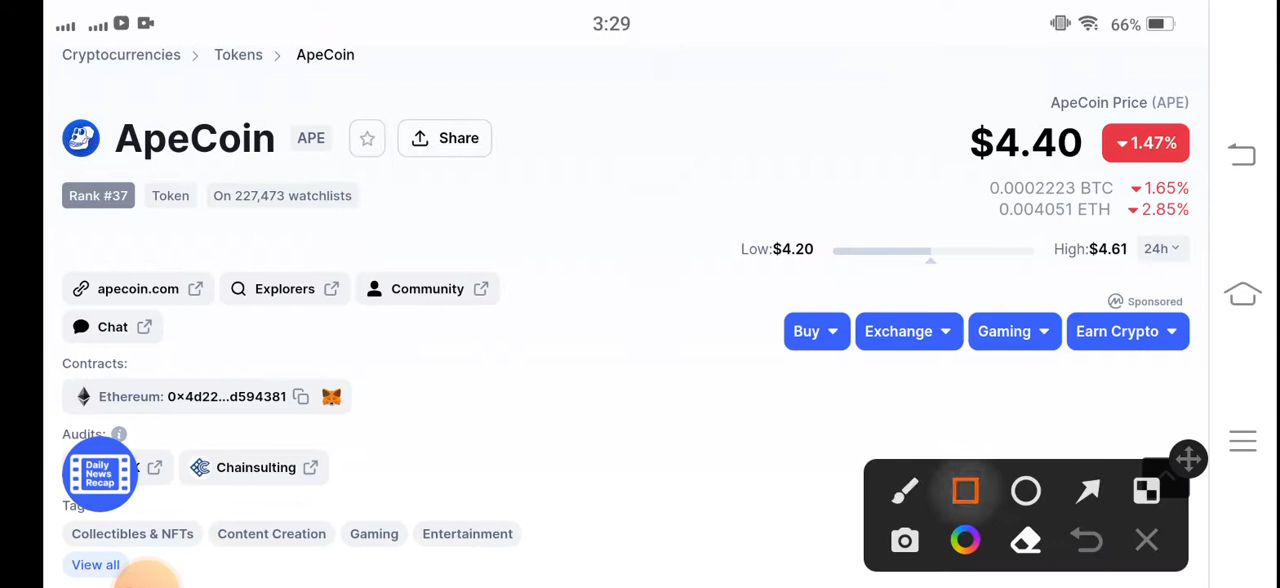 3:29
66%
Cryptocurrencies > Tokens > ApeCoin
ApeCoin APE Share
Rank #37 Token On 227,473 watchlists
ApeCoin Price (APE)
$4.40 1.47%
0.0002223 BTC 1.65%
0.004051 ETH 2.85%
Low:$4.20 High:$4.61 24h
apecoin.com Explorers Community
Chat
Sponsored
Buy Exchange Gaming Earn Crypto
Contracts:
Ethereum: 0x4d22...d594381
Audits:
Daily
News
Recap
Chainsulting
Collectibles & NFTs Content Creation Gaming Entertainment
View all